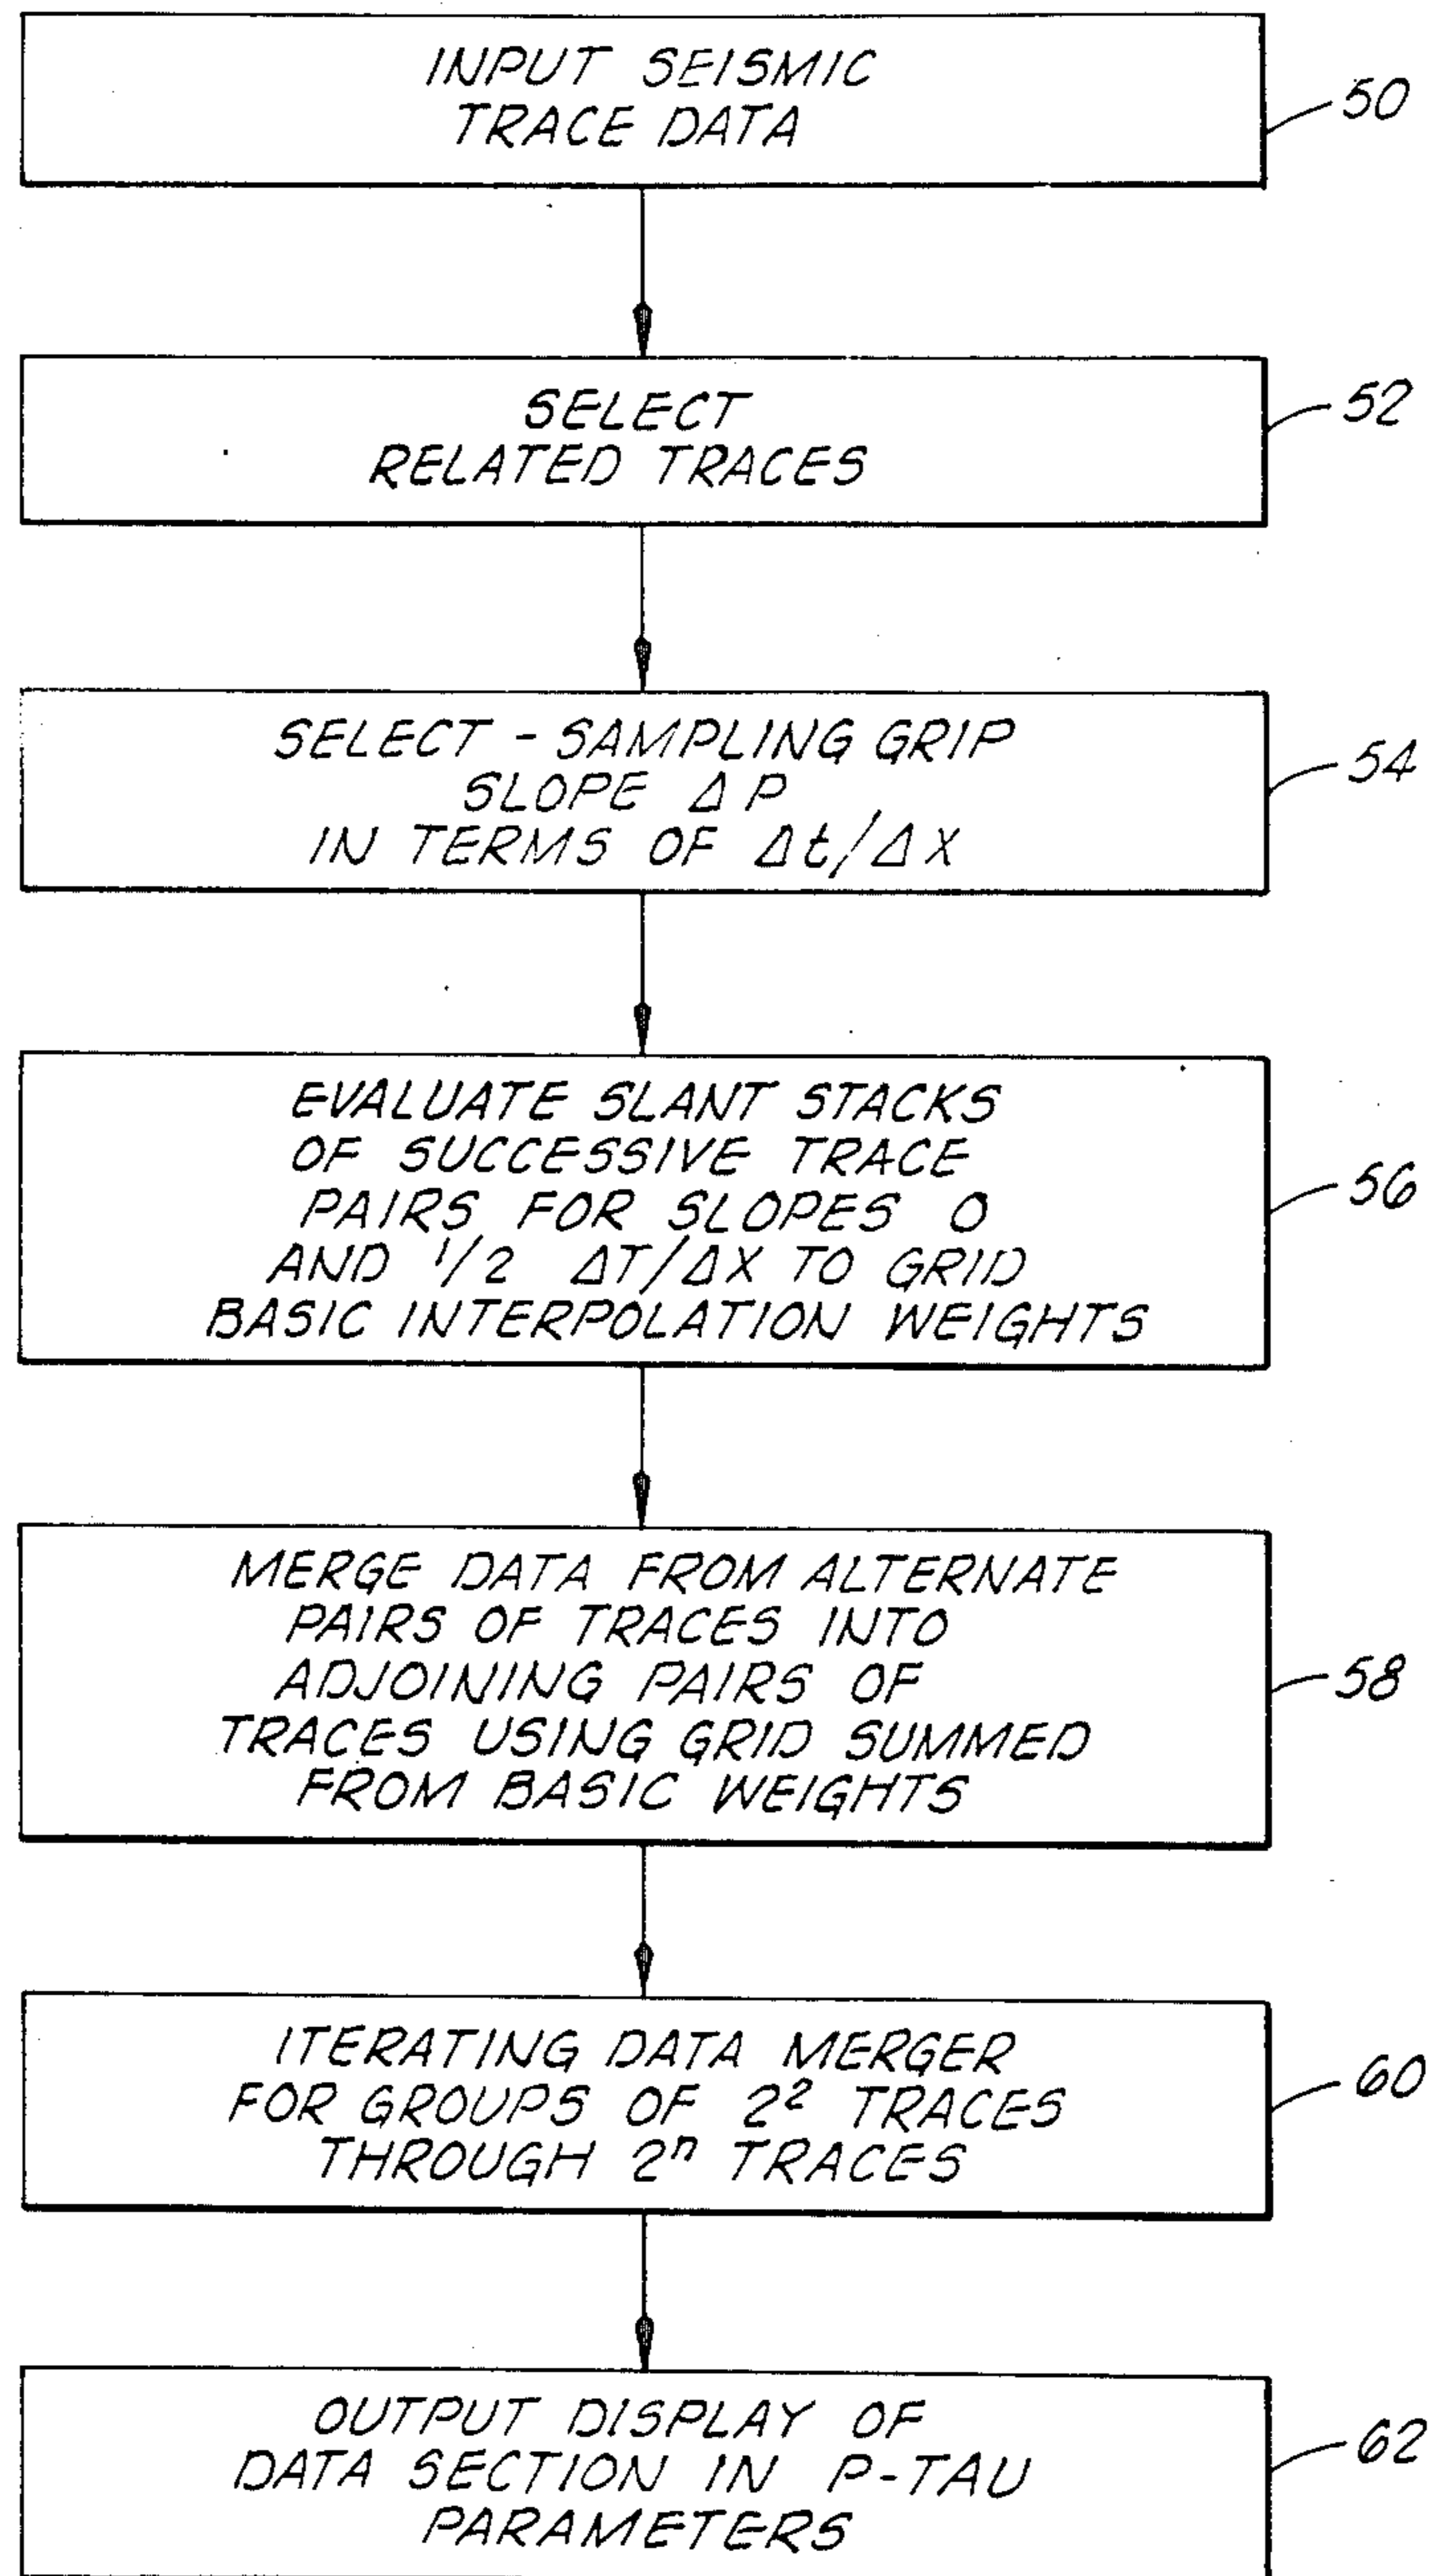 INPUT SEISMIC
TRACE DATA
50
SELECT
RELATED TRACES
52
SELECT - SAMPLING GRIP
SLOPE Δ P
IN TERMS OF Δt/ΔX
54
EVALUATE SLANT STACKS
OF SUCCESSIVE TRACE
PAIRS FOR SLOPES 0
AND 1/2 ΔT/ΔX TO GRID
BASIC INTERPOLATION WEIGHTS
56
MERGE DATA FROM ALTERNATE
PAIRS OF TRACES INTO
ADJOINING PAIRS OF
TRACES USING GRID SUMMED
FROM BASIC WEIGHTS
58
ITERATING DATA MERGER
FOR GROUPS OF 2² TRACES
THROUGH 2ⁿ TRACES
60
OUTPUT DISPLAY OF
DATA SECTION IN P-TAU
PARAMETERS
62